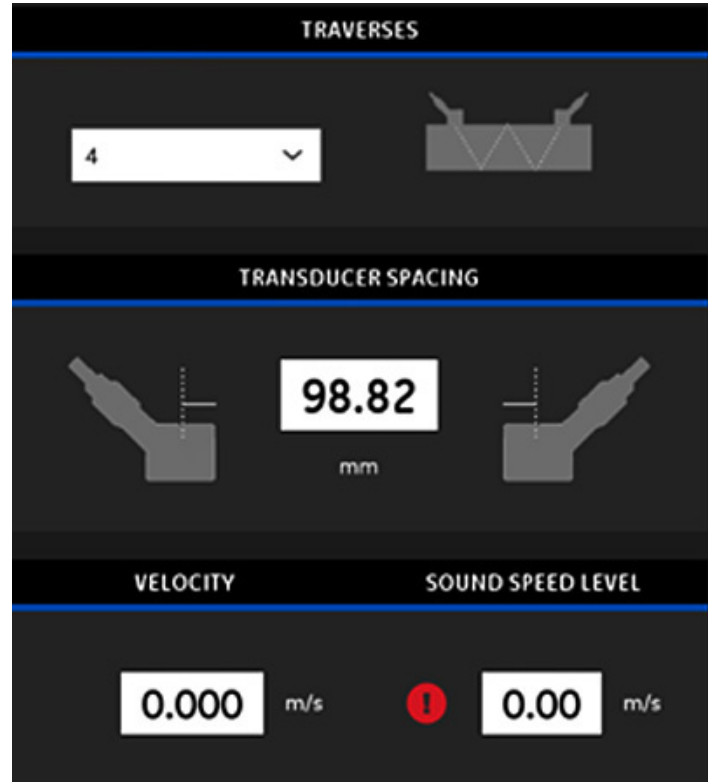 TRAVERSES
4
TRANSDUCER SPACING
98.82
mm
VELOCITY SOUND SPEED LEVEL
0.000 m/s ! 0.00 m/s